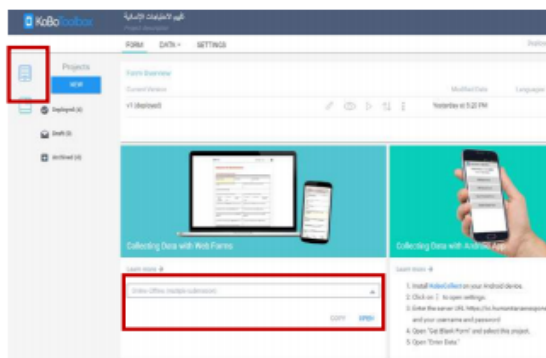 KoBoToolbox
تقييم الاحتياجات الإنسانية
Project description
FORM DATA SETTINGS
Projects
NEW
Deployed (4)
Draft (3)
Form Overview
Current Version
Modified Date Languages
v1 (deployed) Yesterday at 5:20 PM
Collecting Data with Web Forms
Collecting Data with Android App
Learn more
Online-Offline (multiple submission)
COPY OPEN
Learn more
1. Install KoboCollect on your Android device.
2. Click on ⋮ to open settings.
3. Enter the server URL https://kc.humanitarianrespons
and your username and password
4. Open "Get Blank Form" and select this project.
5. Open "Enter Data."